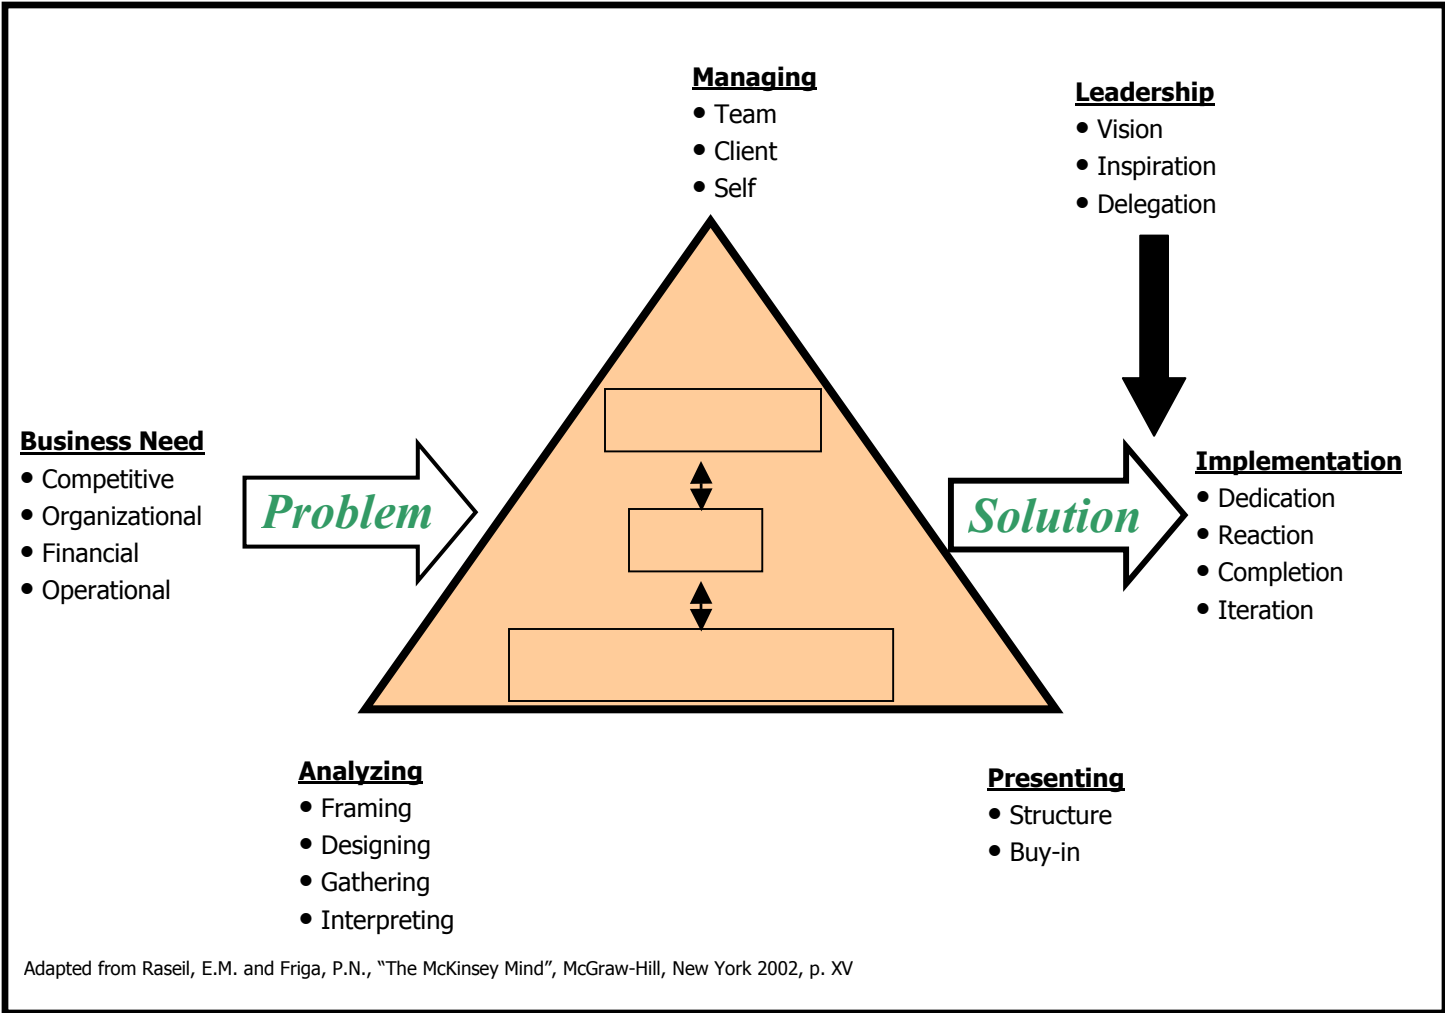 Managing
• Team
• Client
• Self
Leadership
• Vision
• Inspiration
• Delegation
Business Need
• Competitive
• Organizational
• Financial
• Operational
Problem
Solution
Implementation
• Dedication
• Reaction
• Completion
• Iteration
Analyzing
• Framing
• Designing
• Gathering
• Interpreting
Presenting
• Structure
• Buy-in
Adapted from Raseil, E.M. and Friga, P.N., “The McKinsey Mind”, McGraw-Hill, New York 2002, p. XV